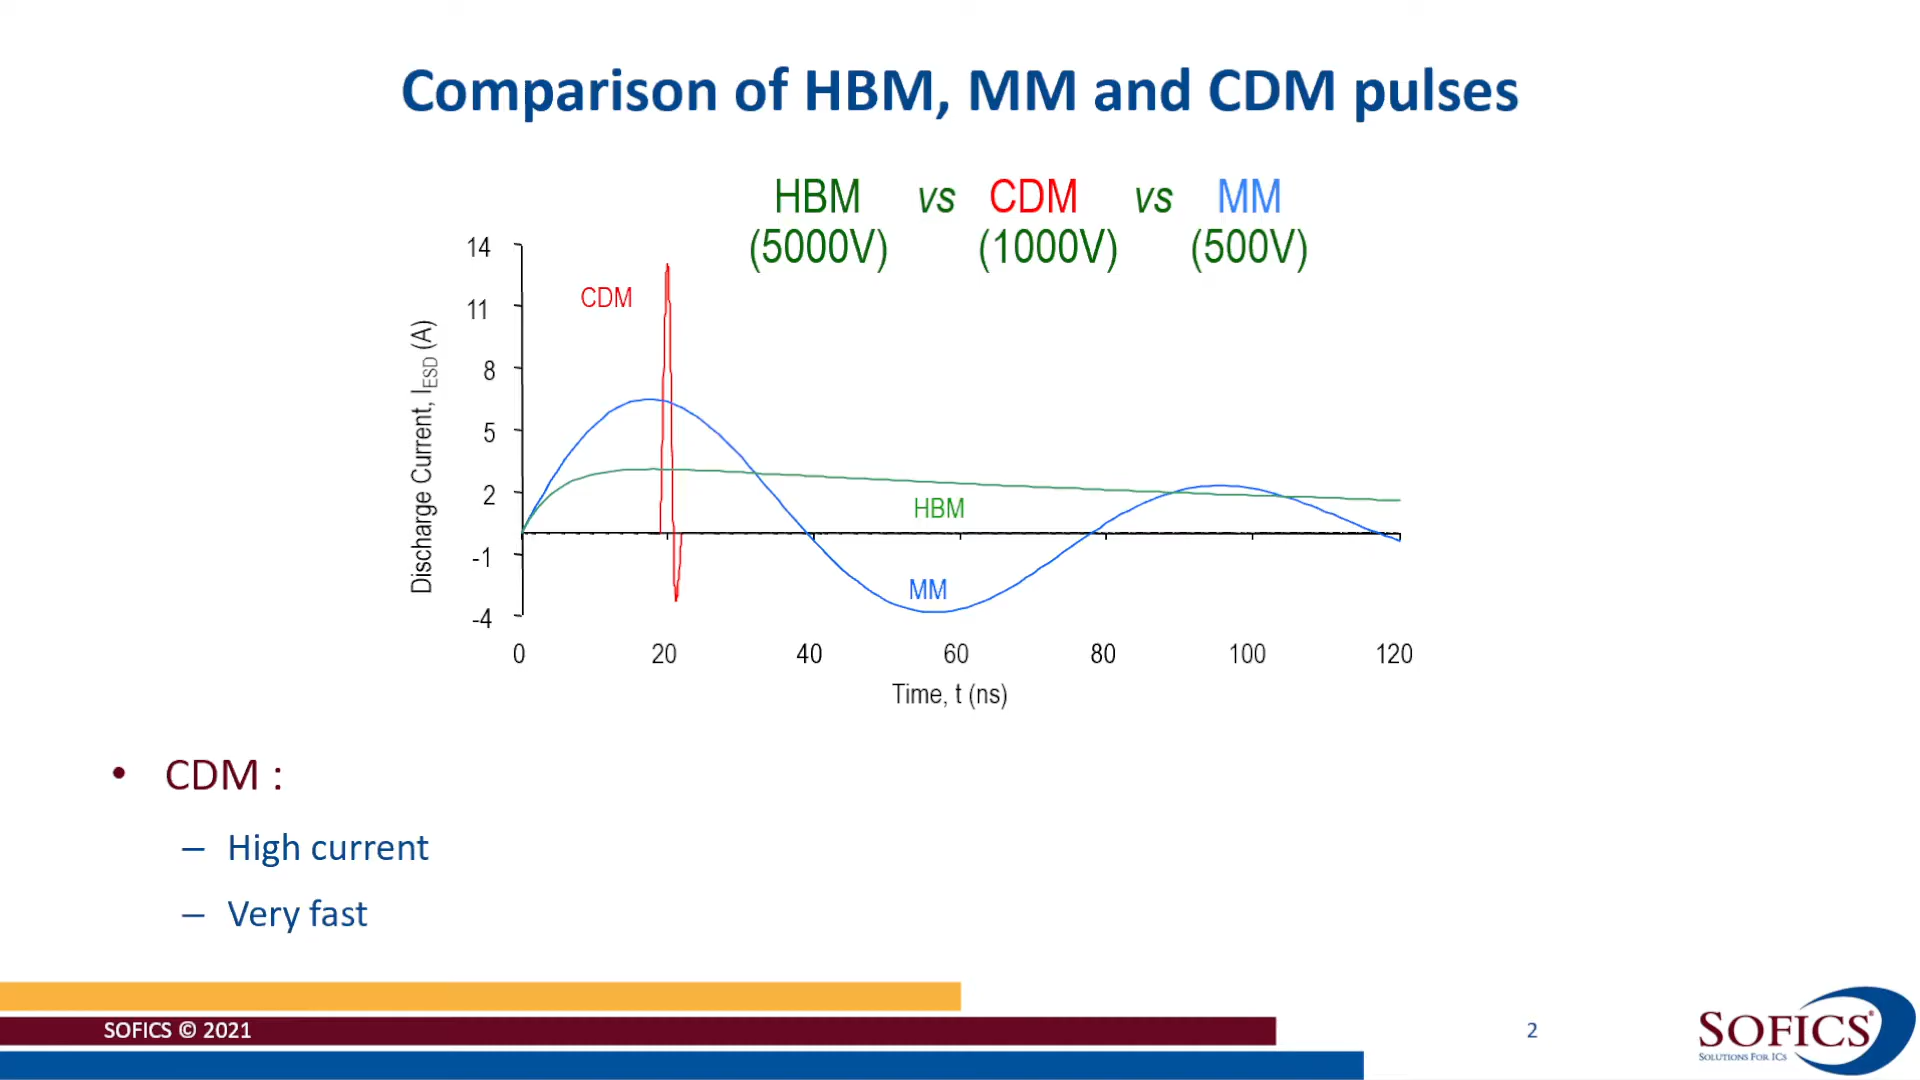 Comparison of HBM, MM and CDM pulses
HBM vs CDM vs MM
(5000V) (1000V) (500V)
14
11
8
5
2
-1
-4
Discharge Current, I_ESD (A)
CDM
HBM
MM
0 20 40 60 80 100 120
Time, t (ns)
• CDM :
– High current
– Very fast
SOFICS © 2021
2
SOFICS®
SOLUTIONS FOR ICs